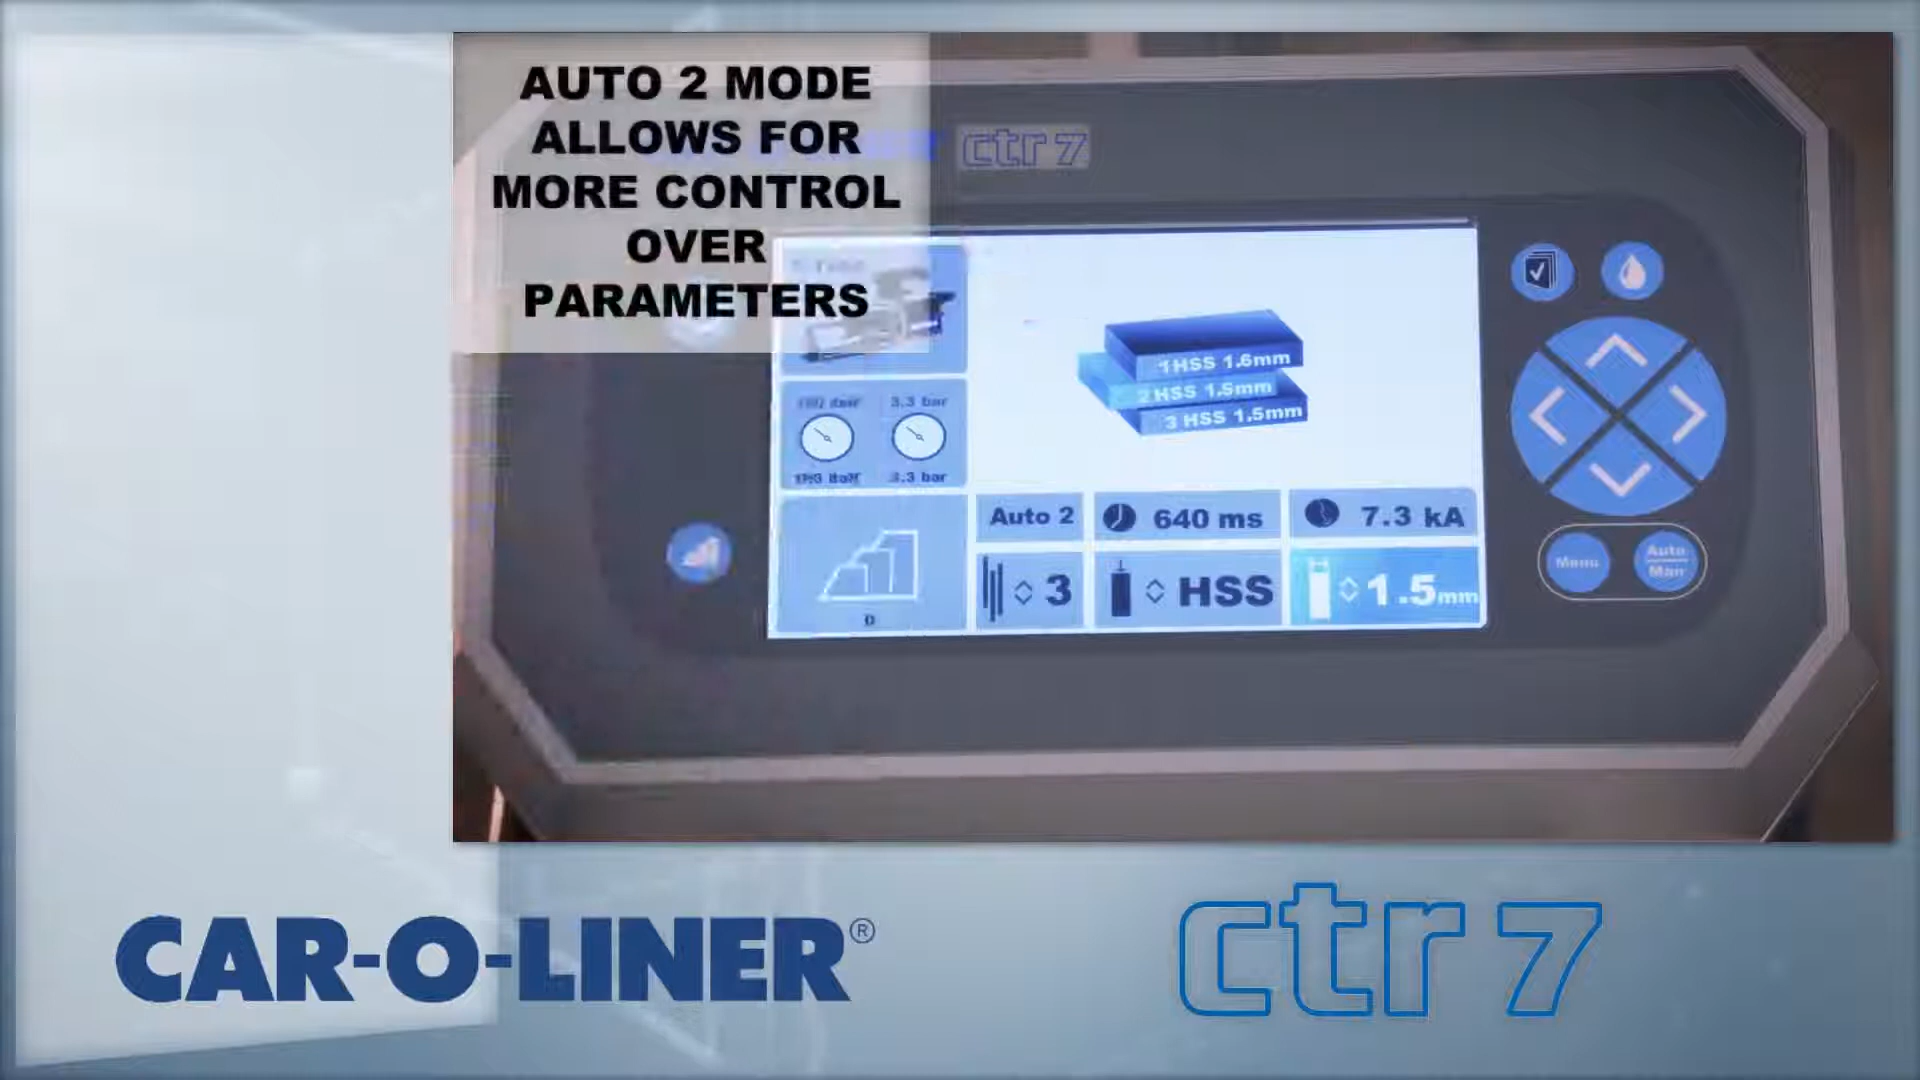 AUTO 2 MODE
ALLOWS FOR
MORE CONTROL
OVER
PARAMETERS
ctr 7
1 HSS 1.6mm
2 HSS 1.5mm
3 HSS 1.5mm
3.3 bar
3.3 bar
Auto 2
640 ms
7.3 kA
D
3
HSS
1.5mm
Menu
Auto
Man
CAR-O-LINER®
ctr 7